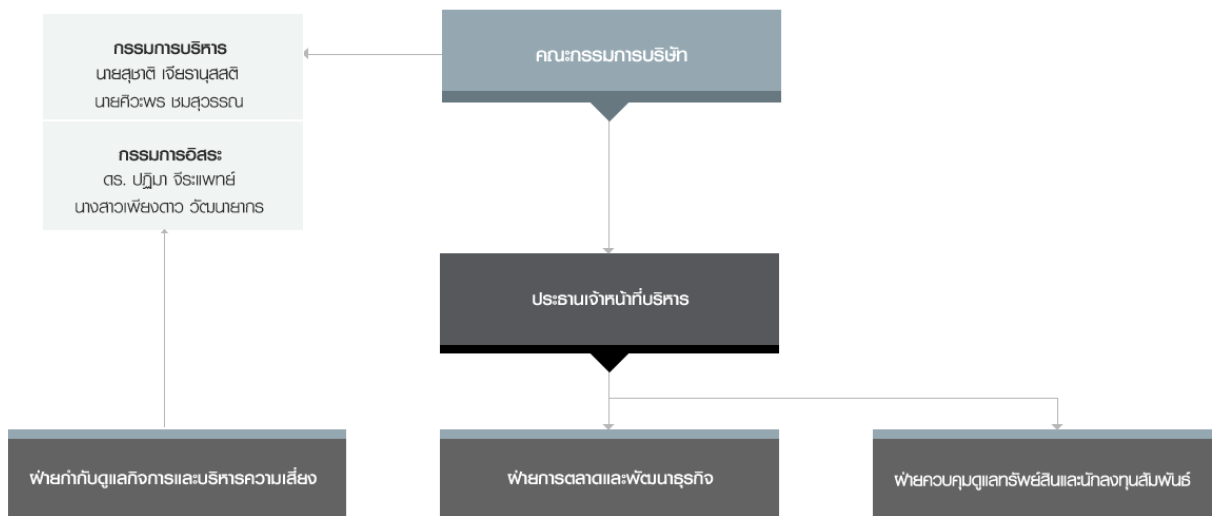 กรรมการบริหาร
นายสุชาติ เจียรานุสสติ
นายศิวะพร ชมสุวรรณ
กรรมการอิสระ
ดร. ปฏิมา จีระแพทย์
นางสาวเพียงดาว วัฒนายากร
คณะกรรมการบริษัท
ประธานเจ้าหน้าที่บริหาร
ฝ่ายกำกับดูแลกิจการและบริหารความเสี่ยง
ฝ่ายการตลาดและพัฒนาธุรกิจ
ฝ่ายควบคุมดูแลทรัพย์สินและนักลงทุนสัมพันธ์